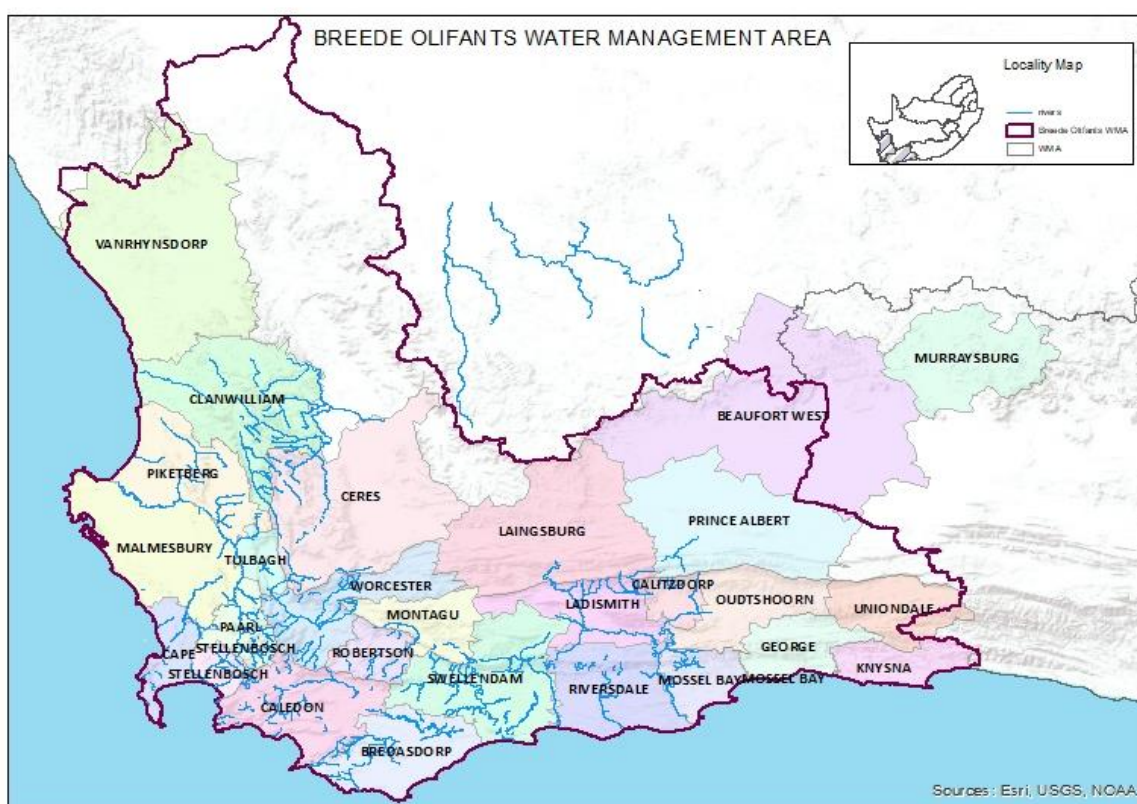 BREEDE OLIFANTS WATER MANAGEMENT AREA
Locality Map
rivers
Breede Olifants WMA
WMA
VANRHYNSDORP
MURRAYSBURG
CLANWILLIAM
BEAUFORT WEST
PIKETBERG
CERES
PRINCE ALBERT
LAINGSBURG
MALMESBURY
TULBAGH
WORCESTER
CALITZDORP
OUDTSHOORN
LADISMITH
UNIONDALE
MONTAGU
PAARL
STELLENBOSCH
GEORGE
CAPE
ROBERTSON
KNYSNA
STELLENBOSCH
SWELLENDAM
MOSSEL BAY
MOSSEL BAY
RIVERSDALE
CALEDON
BREDASDORP
Sources: Esri, USGS, NOAA